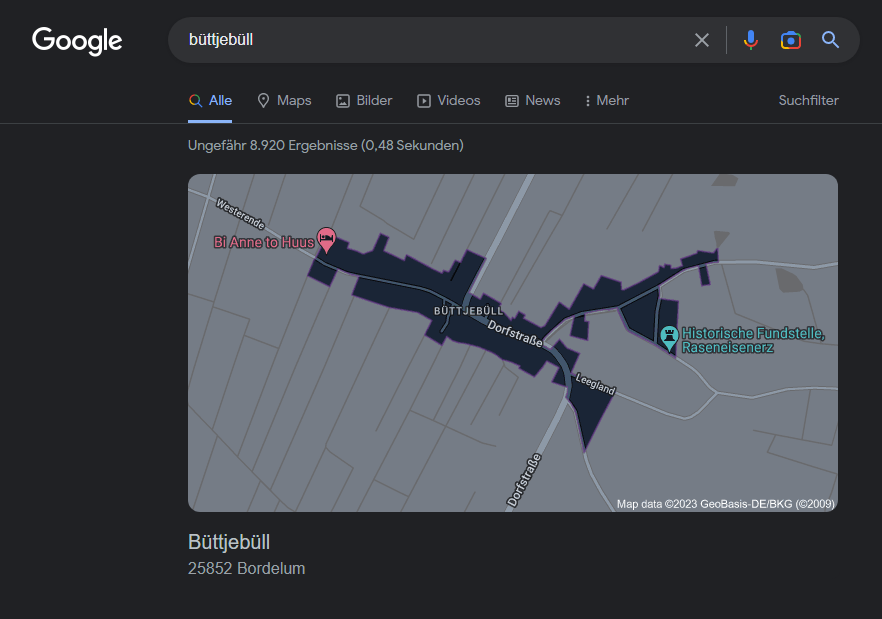 Google
büttjebüll
Alle
Maps
Bilder
Videos
News
Mehr
Suchfilter
Ungefähr 8.920 Ergebnisse (0,48 Sekunden)
Westerende
Bi Anne to Huus
BÜTTJEBÜLL
Dorfstraße
Historische Fundstelle,
Raseneisenerz
Leegland
Dorfstraße
Map data ©2023 GeoBasis-DE/BKG (©2009)
Büttjebüll
25852 Bordelum